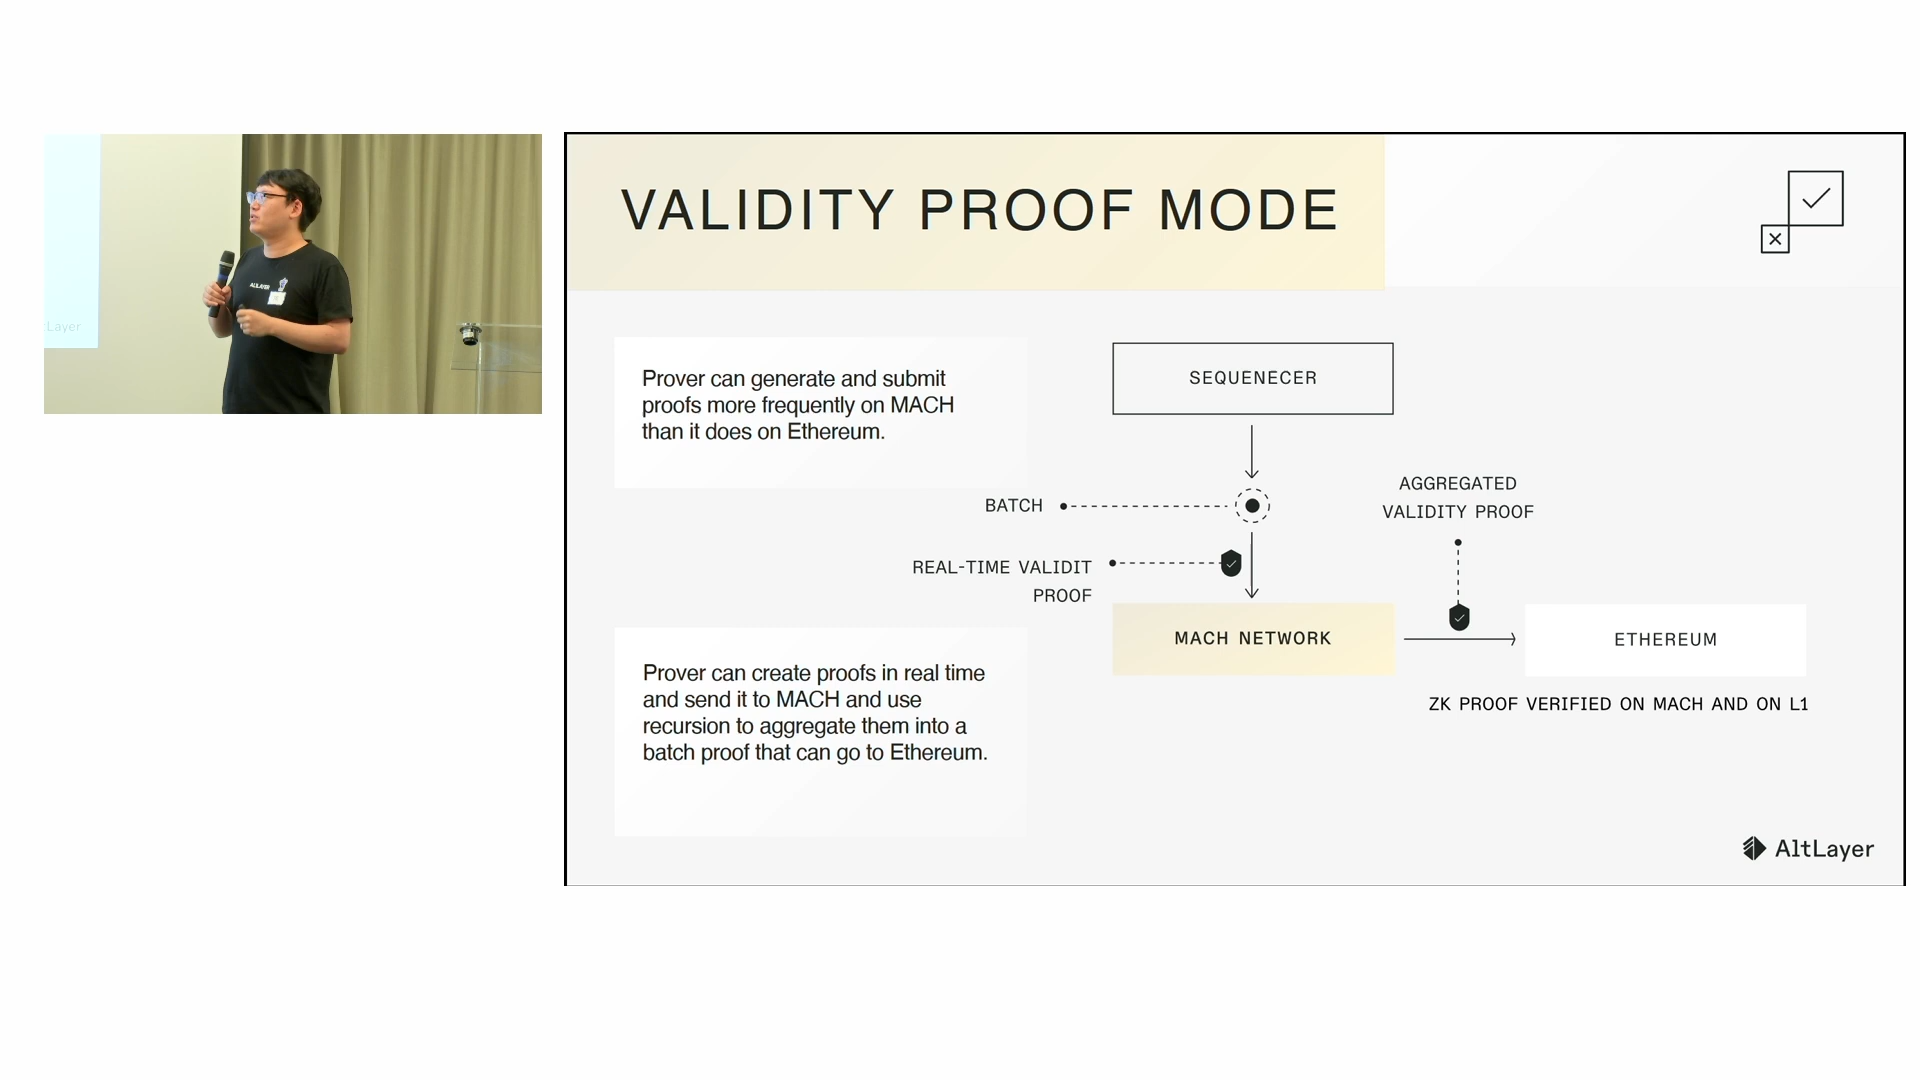 Layer
ALTLAYER
VALIDITY PROOF MODE
Prover can generate and submit
proofs more frequently on MACH
than it does on Ethereum.
SEQUENECER
BATCH
AGGREGATED
VALIDITY PROOF
REAL-TIME VALIDIT
PROOF
MACH NETWORK
ETHEREUM
ZK PROOF VERIFIED ON MACH AND ON L1
Prover can create proofs in real time
and send it to MACH and use
recursion to aggregate them into a
batch proof that can go to Ethereum.
AltLayer